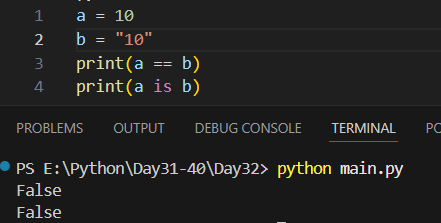 1 a = 10
2 b = "10"
3 print(a == b)
4 print(a is b)
PROBLEMS OUTPUT DEBUG CONSOLE TERMINAL
PS E:\Python\Day31-40\Day32> python main.py
False
False